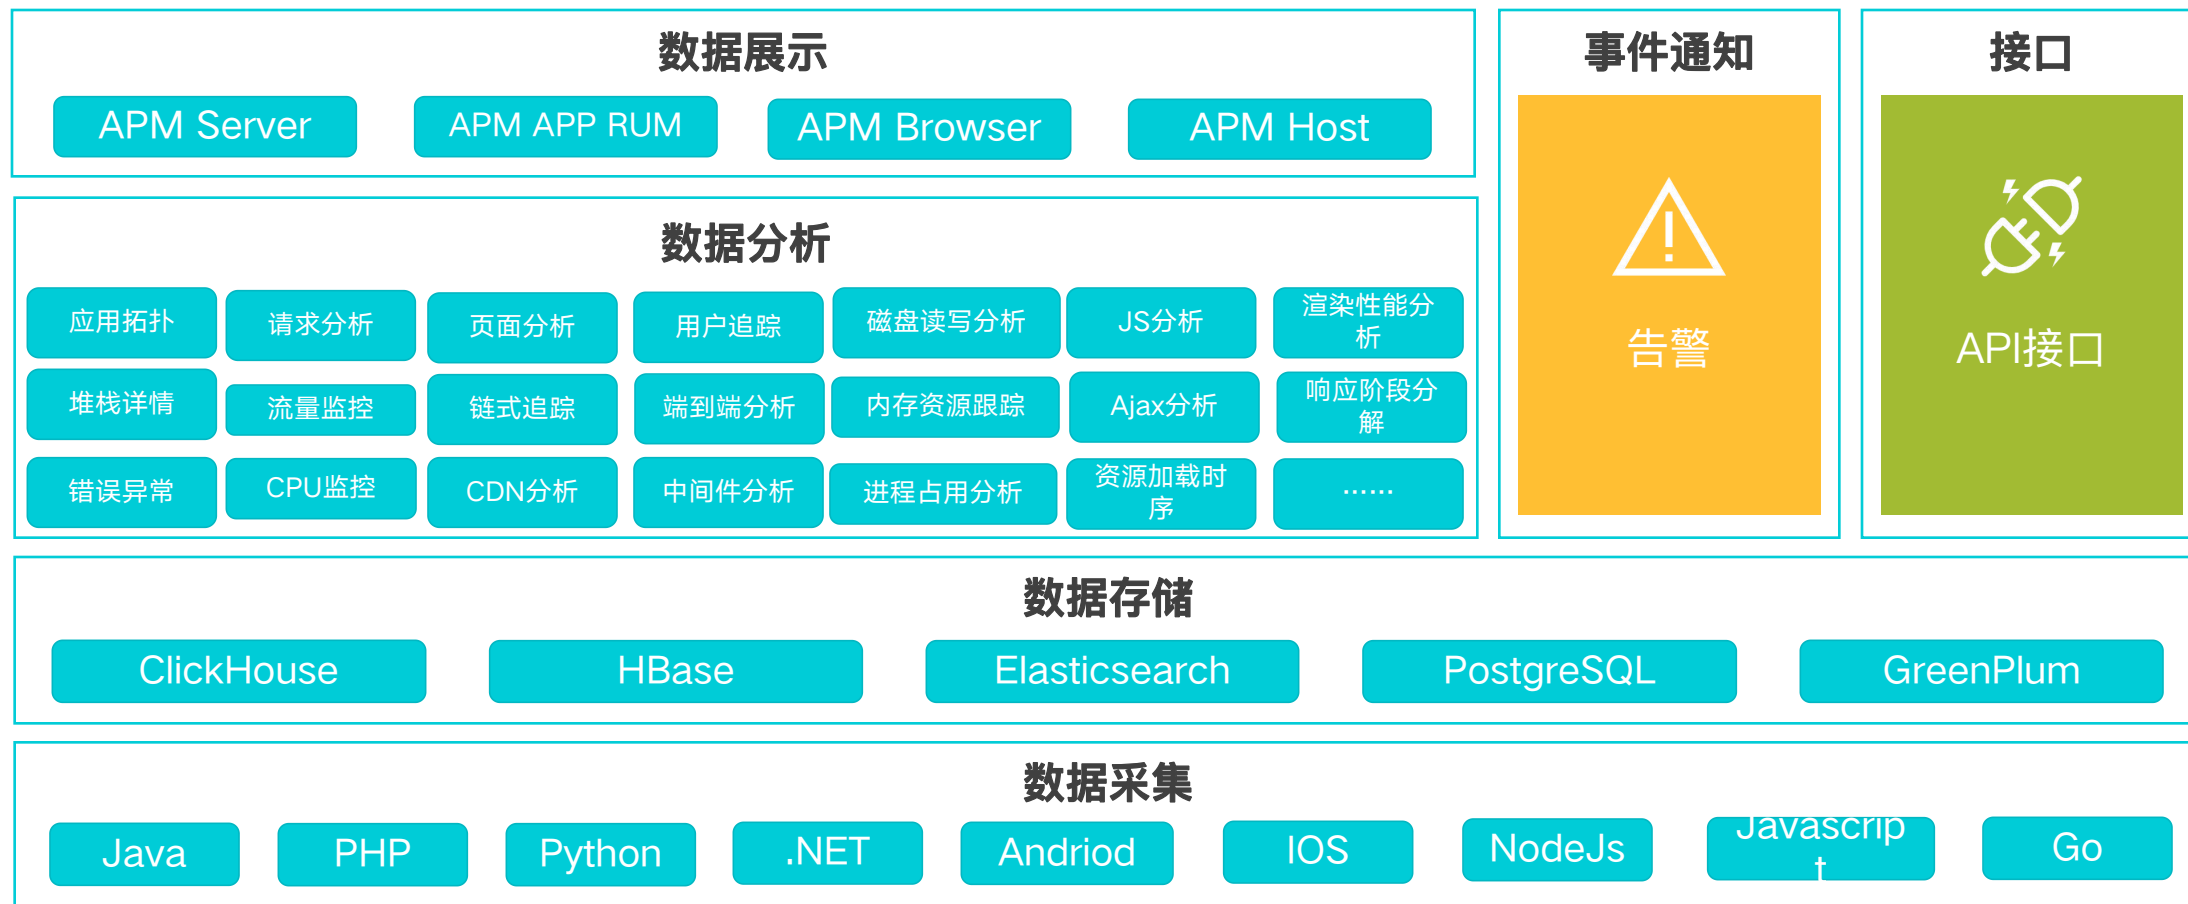 数据展示
APM Server
APM APP RUM
APM Browser
APM Host
事件通知
告警
接口
API接口
数据分析
应用拓扑
请求分析
页面分析
用户追踪
磁盘读写分析
JS分析
渲染性能分
析
堆栈详情
流量监控
链式追踪
端到端分析
内存资源跟踪
Ajax分析
响应阶段分
解
错误异常
CPU监控
CDN分析
中间件分析
进程占用分析
资源加载时
序
······
数据存储
ClickHouse
HBase
Elasticsearch
PostgreSQL
GreenPlum
数据采集
Java
PHP
Python
.NET
Andriod
IOS
NodeJs
Javascrip
t
Go